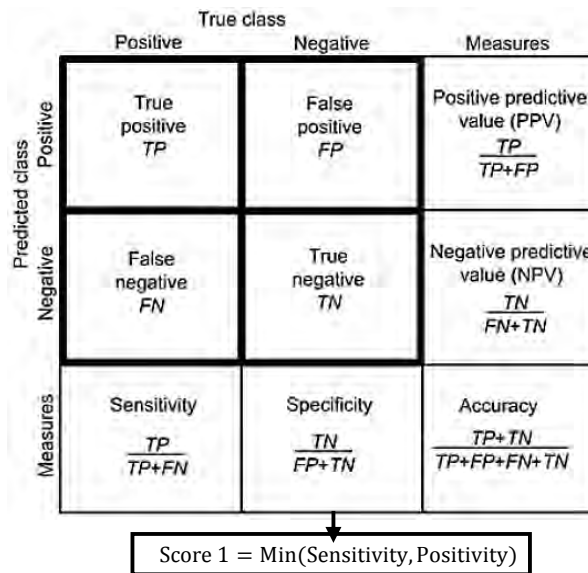 True class
Positive Negative Measures
Predicted class
Positive
True positive TP
False positive FP
Positive predictive value (PPV)
TP
TP+FP
Negative
False negative FN
True negative TN
Negative predictive value (NPV)
TN
FN+TN
Measures
Sensitivity
TP
TP+FN
Specificity
TN
FP+TN
Accuracy
TP+TN
TP+FP+FN+TN
Score 1 = Min(Sensitivity, Positivity)